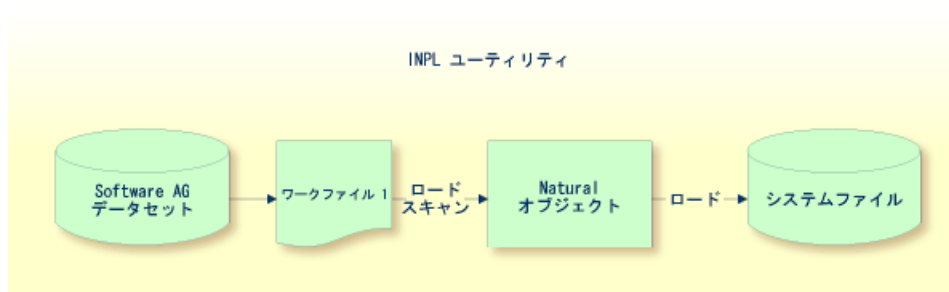 INPL ユーティリティ
Software AG
データセット
ワークファイル 1
ロード
スキャン
Natural
オブジェクト
ロード
システムファイル